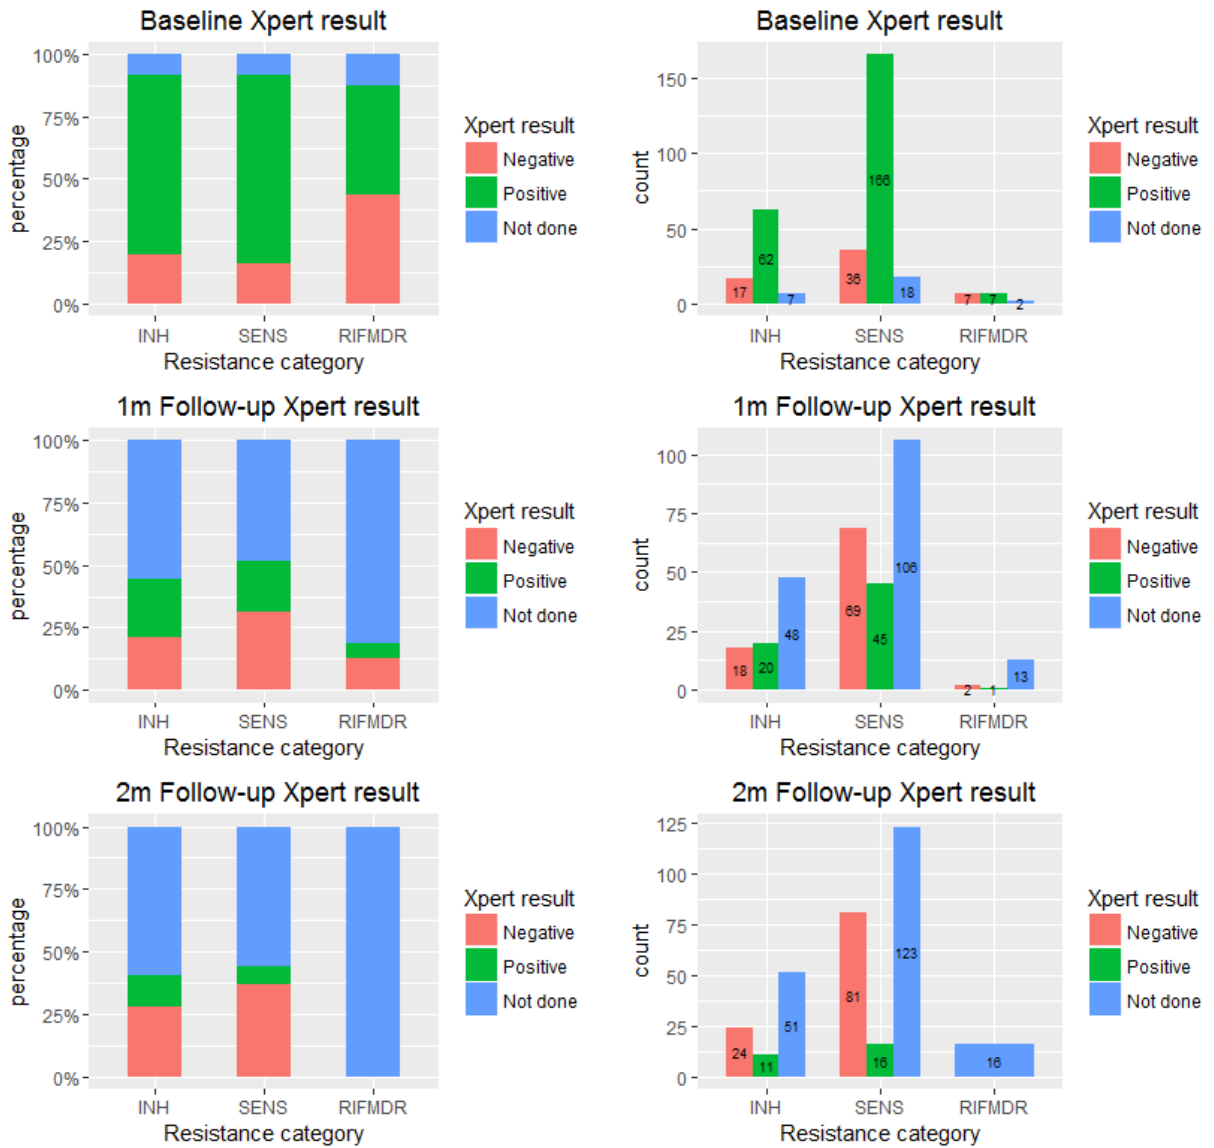 Baseline Xpert result
percentage
100%
75%
50%
25%
0%
INH SENS RIFMDR
Resistance category
Xpert result
Negative
Positive
Not done
Baseline Xpert result
count
150
100
50
0
17 62 7 36 166 18 7 7 2
INH SENS RIFMDR
Resistance category
Xpert result
Negative
Positive
Not done
1m Follow-up Xpert result
percentage
100%
75%
50%
25%
0%
INH SENS RIFMDR
Resistance category
Xpert result
Negative
Positive
Not done
1m Follow-up Xpert result
count
100
75
50
25
0
18 20 48 69 45 106 2 1 13
INH SENS RIFMDR
Resistance category
Xpert result
Negative
Positive
Not done
2m Follow-up Xpert result
percentage
100%
75%
50%
25%
0%
INH SENS RIFMDR
Resistance category
Xpert result
Negative
Positive
Not done
2m Follow-up Xpert result
count
125
100
75
50
25
0
24 11 51 81 16 123 16
INH SENS RIFMDR
Resistance category
Xpert result
Negative
Positive
Not done